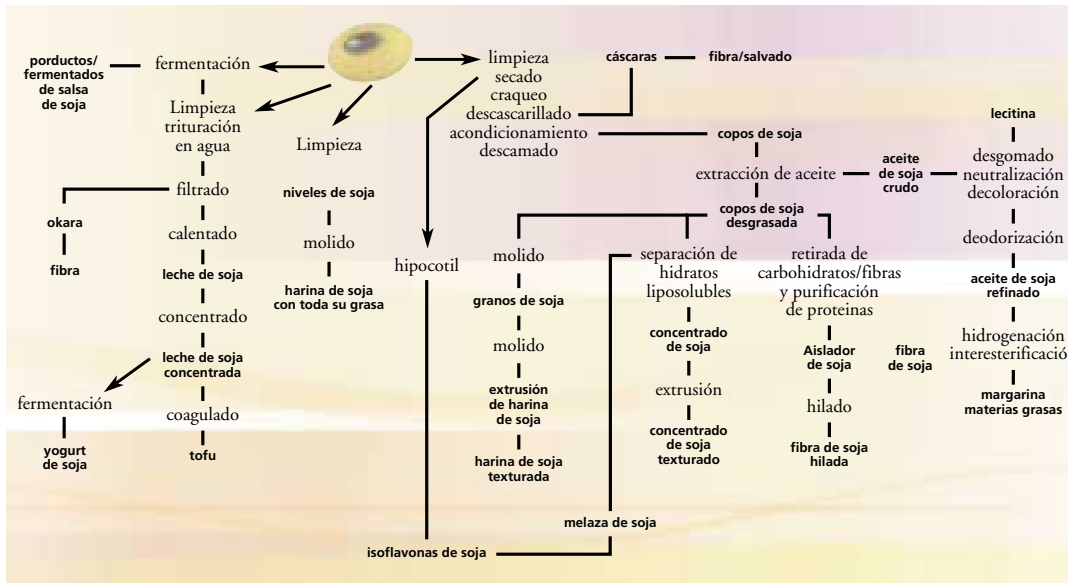 porductos/
fermentados
de salsa
de soja
fermentación
Limpieza
trituración
en agua
filtrado
okara
fibra
calentado
leche de soja
concentrado
leche de soja
concentrada
fermentación
yogurt
de soja
coagulado
tofu
Limpieza
niveles de soja
molido
harina de soja
con toda su grasa
limpieza
secado
craqueo
descascarillado
acondicionamiento
descamado
cáscaras
fibra/salvado
hipocotil
isoflavonas de soja
melaza de soja
copos de soja
extracción de aceite
copos de soja
desgrasada
molido
granos de soja
molido
extrusión
de harina
de soja
harina de soja
texturada
separación de
hidratos
liposolubles
concentrado
de soja
extrusión
concentrado
de soja
texturado
retirada de
carbohidratos/fibras
y purificación
de proteinas
Aislador
de soja
hilado
fibra de soja
hilada
fibra
de soja
aceite
de soja
crudo
lecitina
desgomado
neutralización
decoloración
deodorización
aceite de soja
refinado
hidrogenación
interesterificació
margarina
materias grasas